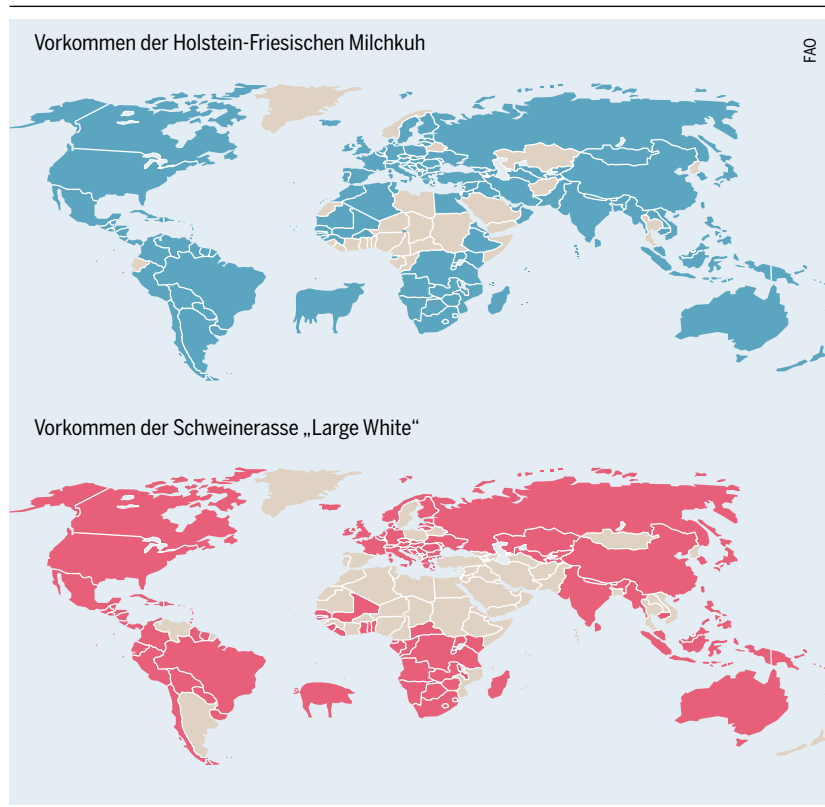 Vorkommen der Holstein-Friesischen Milchkuh
FAO
Vorkommen der Schweinerasse „Large White“